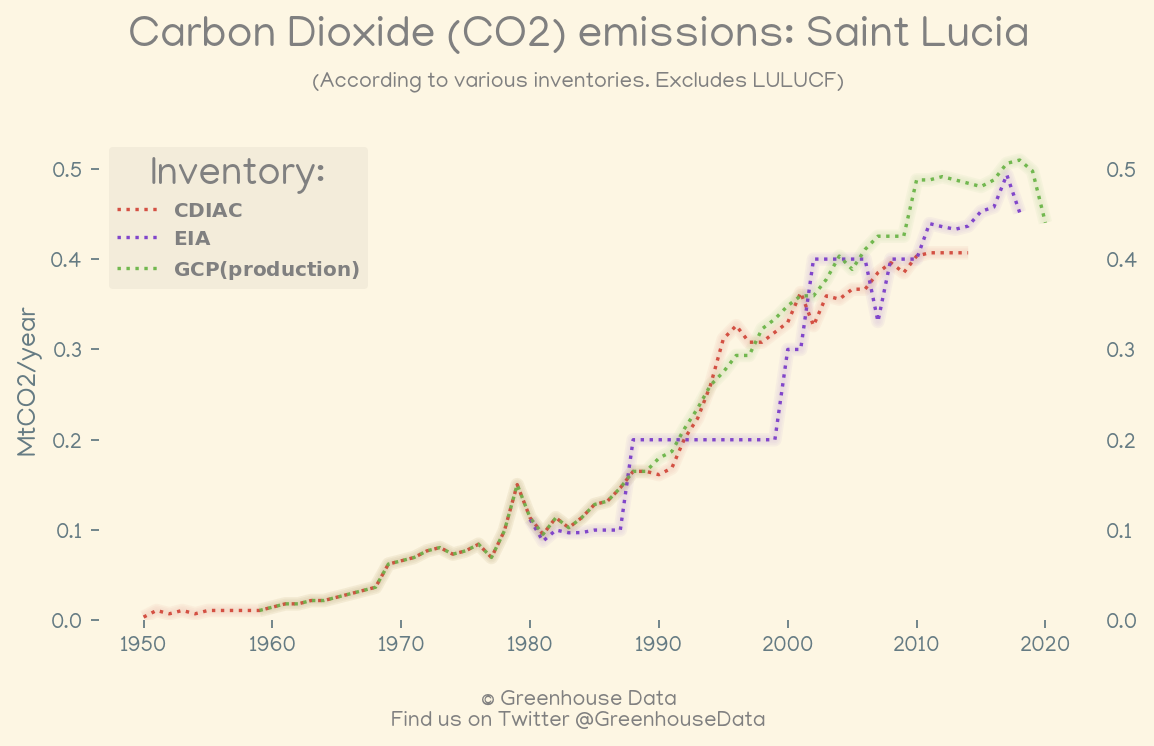 Carbon Dioxide (CO2) emissions: Saint Lucia
(According to various inventories. Excludes LULUCF)
Inventory:
CDIAC
EIA
GCP(production)
MtCO2/year
0.5
0.4
0.3
0.2
0.1
0.0
0.5
0.4
0.3
0.2
0.1
0.0
1950 1960 1970 1980 1990 2000 2010 2020
© Greenhouse Data
Find us on Twitter @GreenhouseData